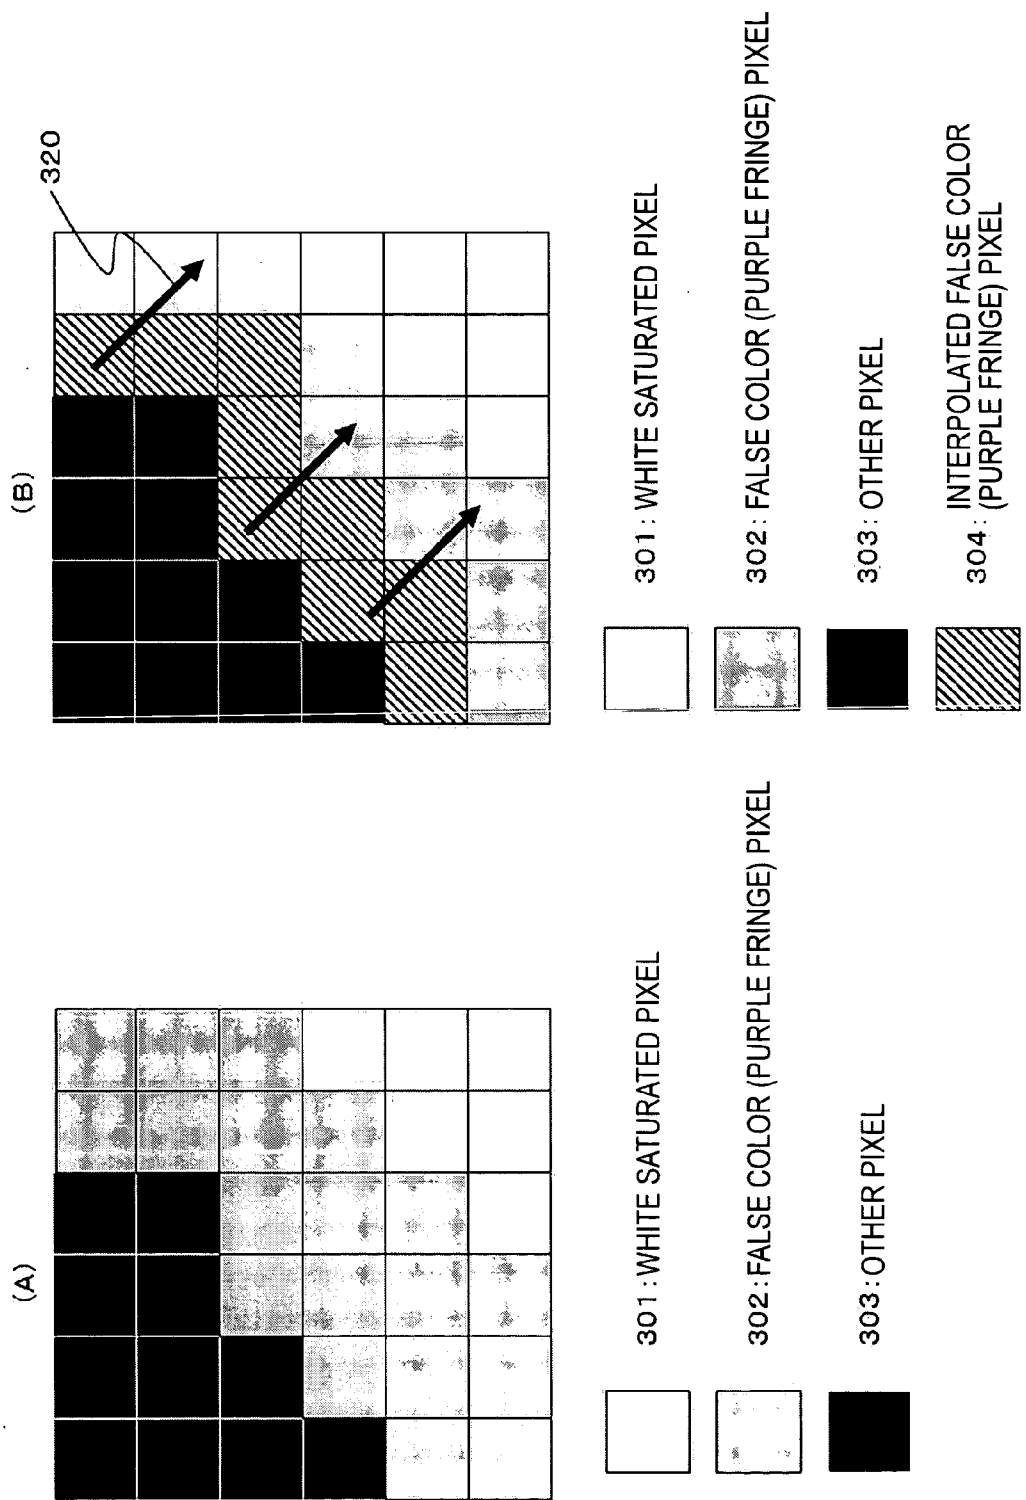 (A)
301 : WHITE SATURATED PIXEL
302 : FALSE COLOR (PURPLE FRINGE) PIXEL
303 : OTHER PIXEL
(B)
320
301 : WHITE SATURATED PIXEL
302 : FALSE COLOR (PURPLE FRINGE) PIXEL
303 : OTHER PIXEL
304 : INTERPOLATED FALSE COLOR
(PURPLE FRINGE) PIXEL